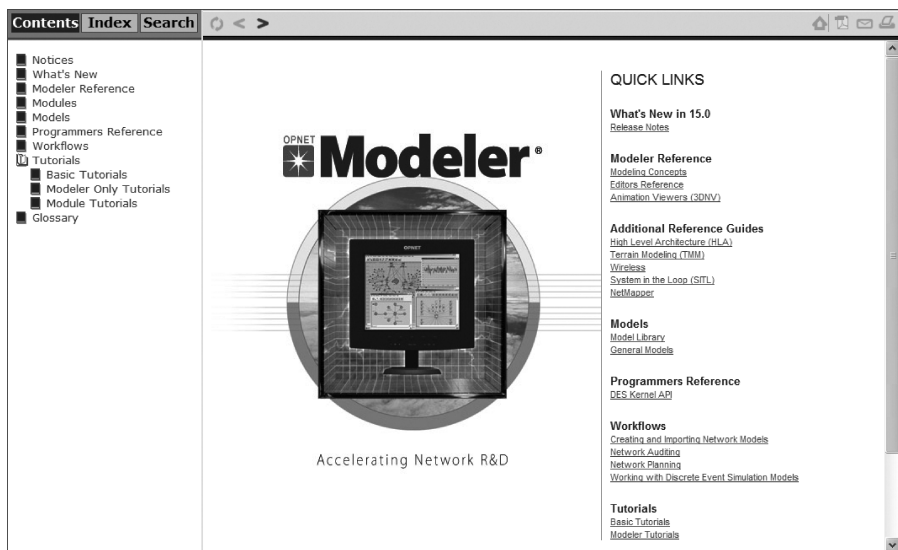 Contents Index Search
Notices
What's New
Modeler Reference
Modules
Models
Programmers Reference
Workflows
Tutorials
Basic Tutorials
Modeler Only Tutorials
Module Tutorials
Glossary
OPNET
Modeler®
OPNET
Accelerating Network R&D
QUICK LINKS
What's New in 15.0
Release Notes
Modeler Reference
Modeling Concepts
Editors Reference
Animation Viewers (3DNV)
Additional Reference Guides
High Level Architecture (HLA)
Terrain Modeling (TMM)
Wireless
System in the Loop (SITL)
NetMapper
Models
Model Library
General Models
Programmers Reference
DES Kernel API
Workflows
Creating and Importing Network Models
Network Auditing
Network Planning
Working with Discrete Event Simulation Models
Tutorials
Basic Tutorials
Modeler Tutorials